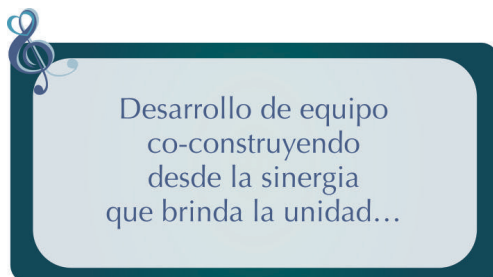 Desarrollo de equipo
co-construyendo
desde la sinergia
que brinda la unidad…